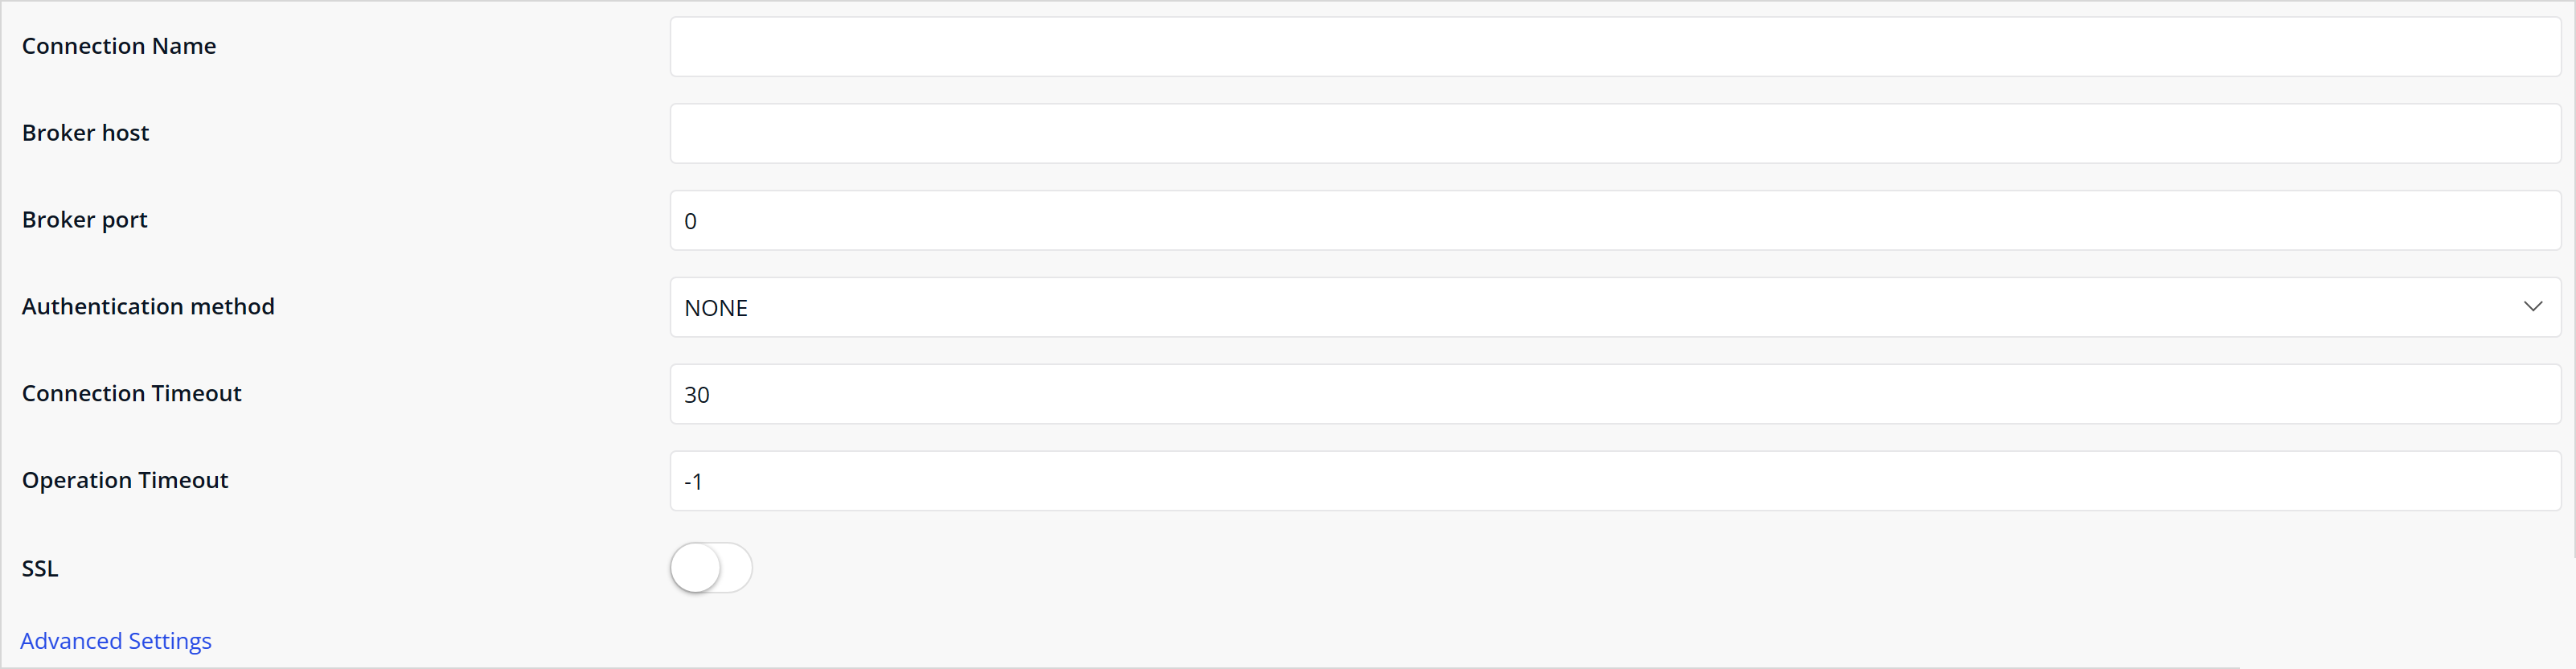 Connection Name
Broker host
Broker port 0
Authentication method NONE
Connection Timeout 30
Operation Timeout -1
SSL
Advanced Settings